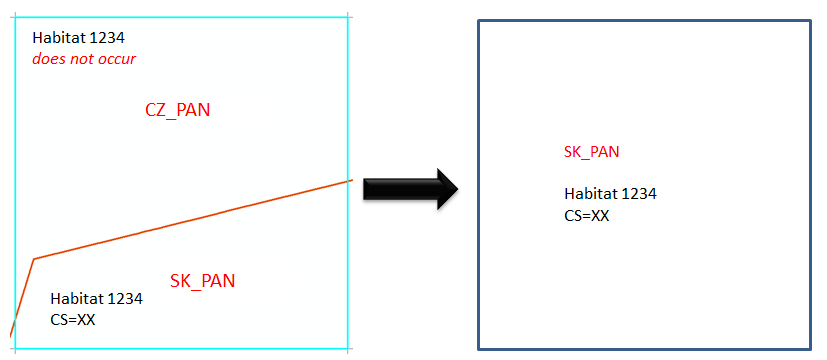 Habitat 1234
does not occur
CZ_PAN
SK_PAN
Habitat 1234
CS=XX
SK_PAN
Habitat 1234
CS=XX